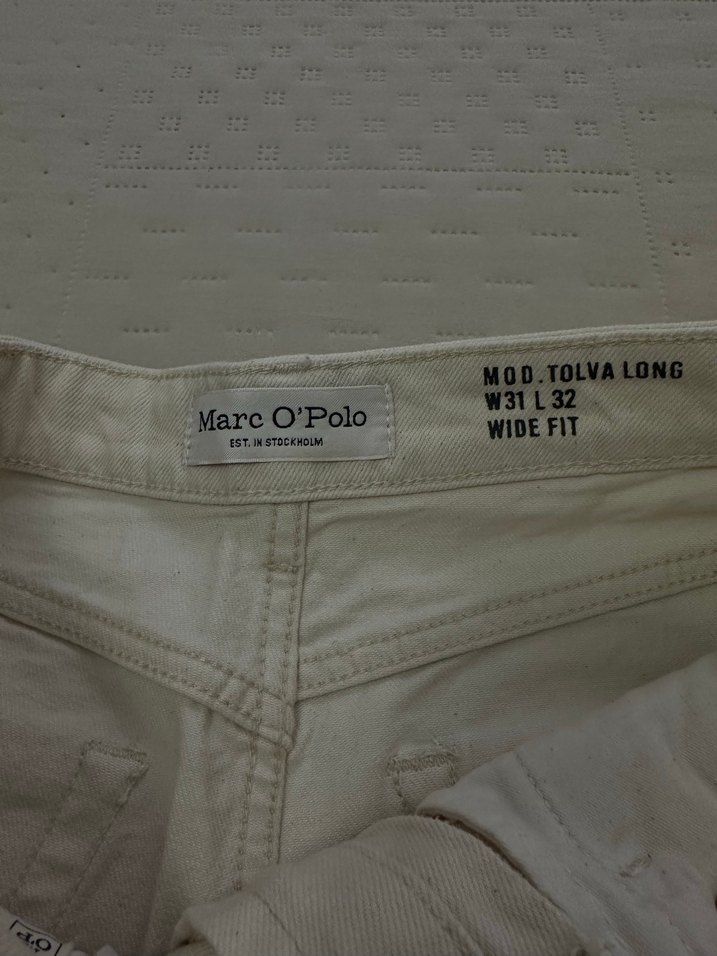 Marc O'Polo
EST. IN STOCKHOLM
MOD. TOLVA LONG
W31 L 32
WIDE FIT
O'P